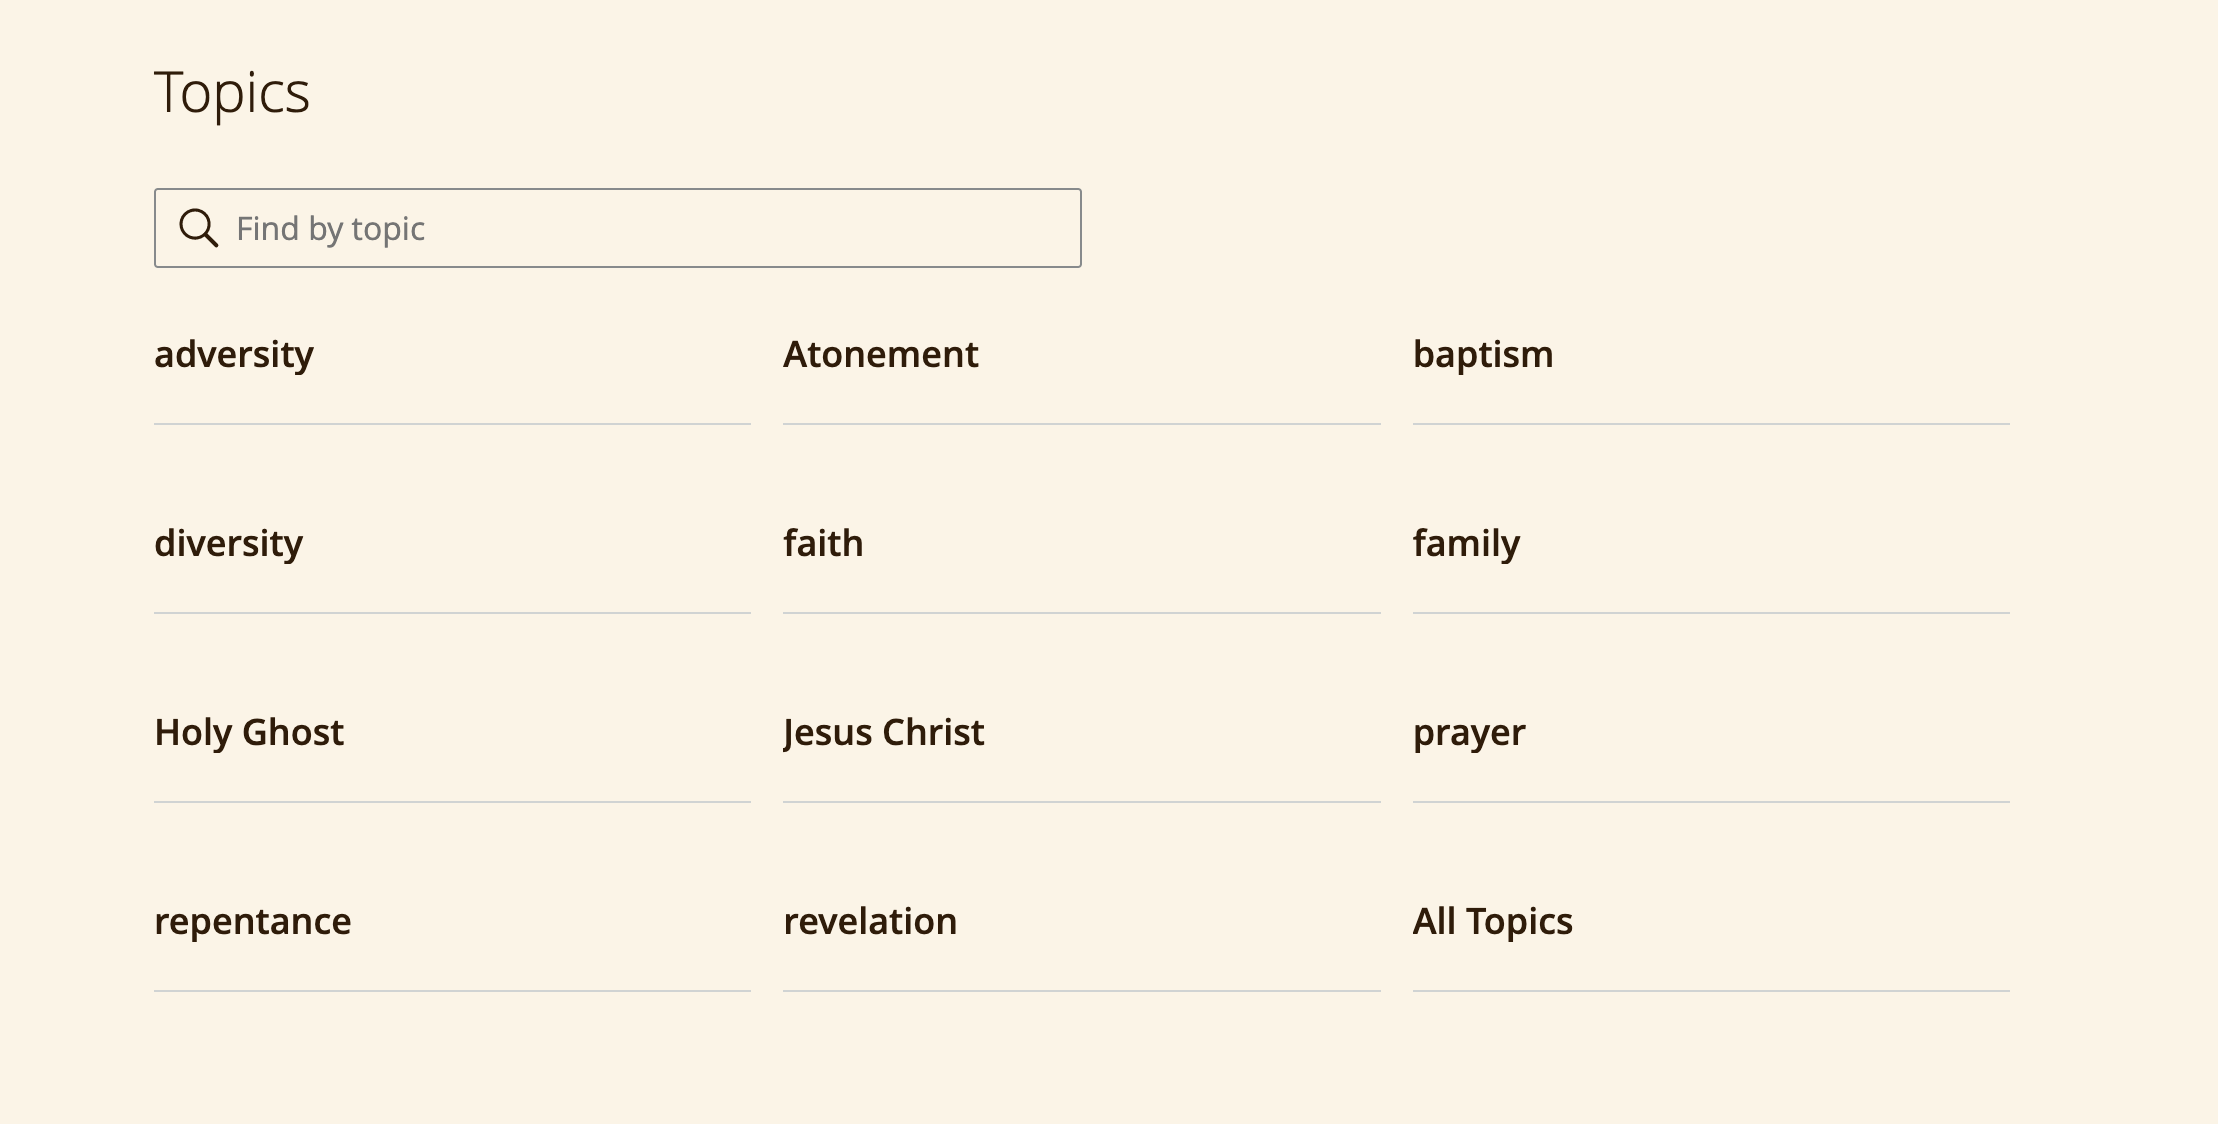 Topics
Find by topic
adversity
Atonement
baptism
diversity
faith
family
Holy Ghost
Jesus Christ
prayer
repentance
revelation
All Topics